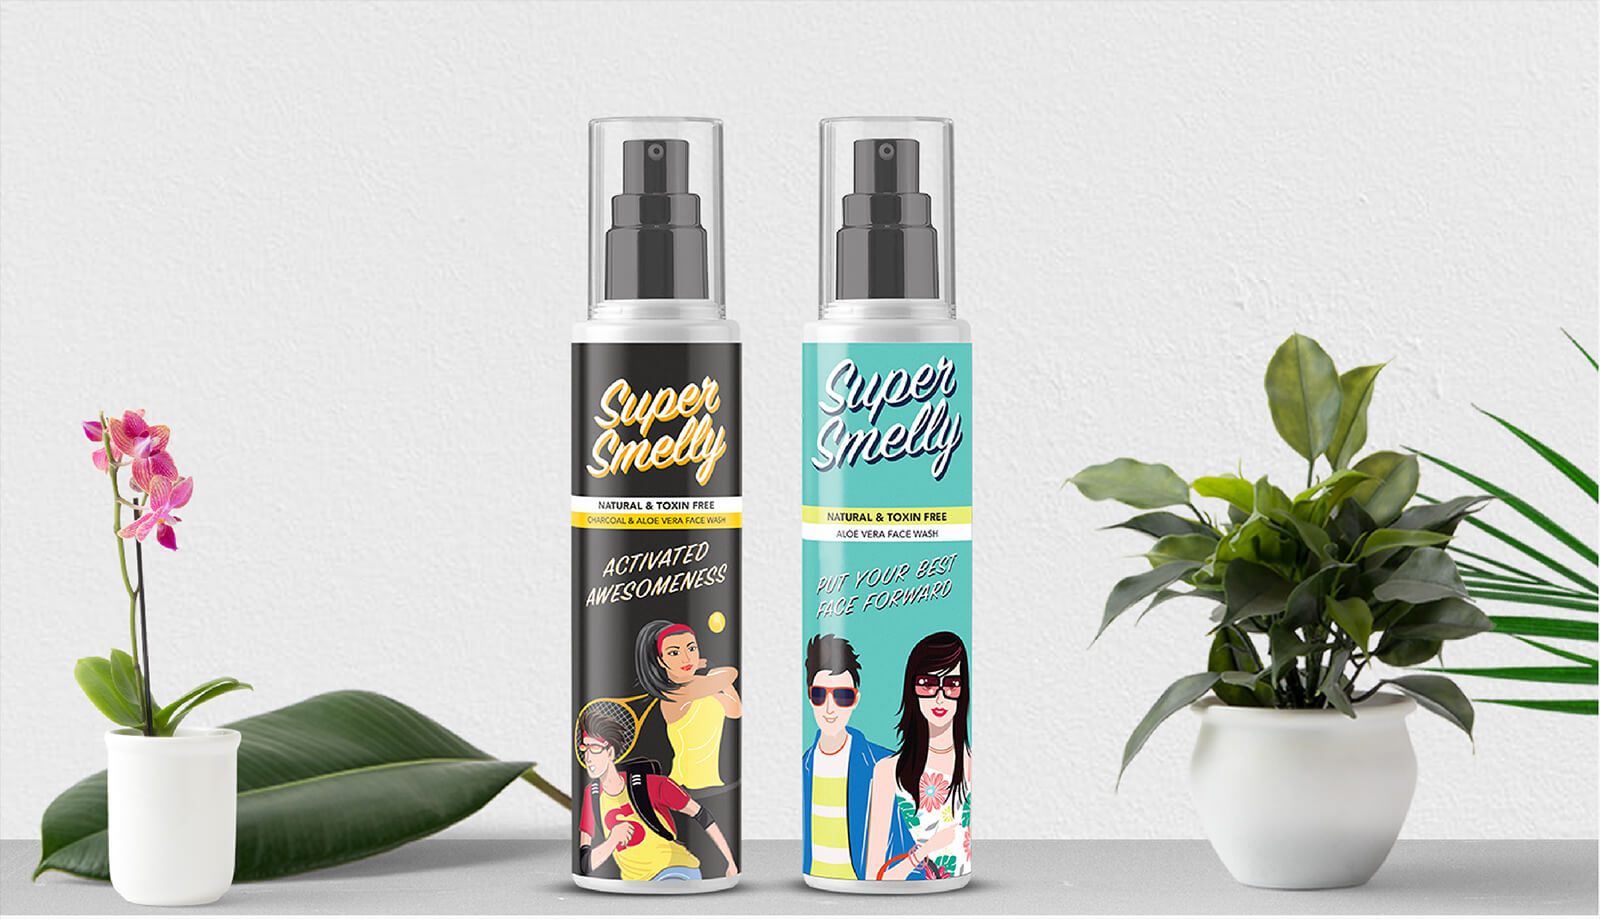 Super
Smelly
NATURAL & TOXIN FREE
CHARCOAL & ALOE VERA FACE WASH
ACTIVATED
AWESOMENESS
S
Super
Smelly
NATURAL & TOXIN FREE
ALOE VERA FACE WASH
PUT YOUR BEST
FACE FORWARD